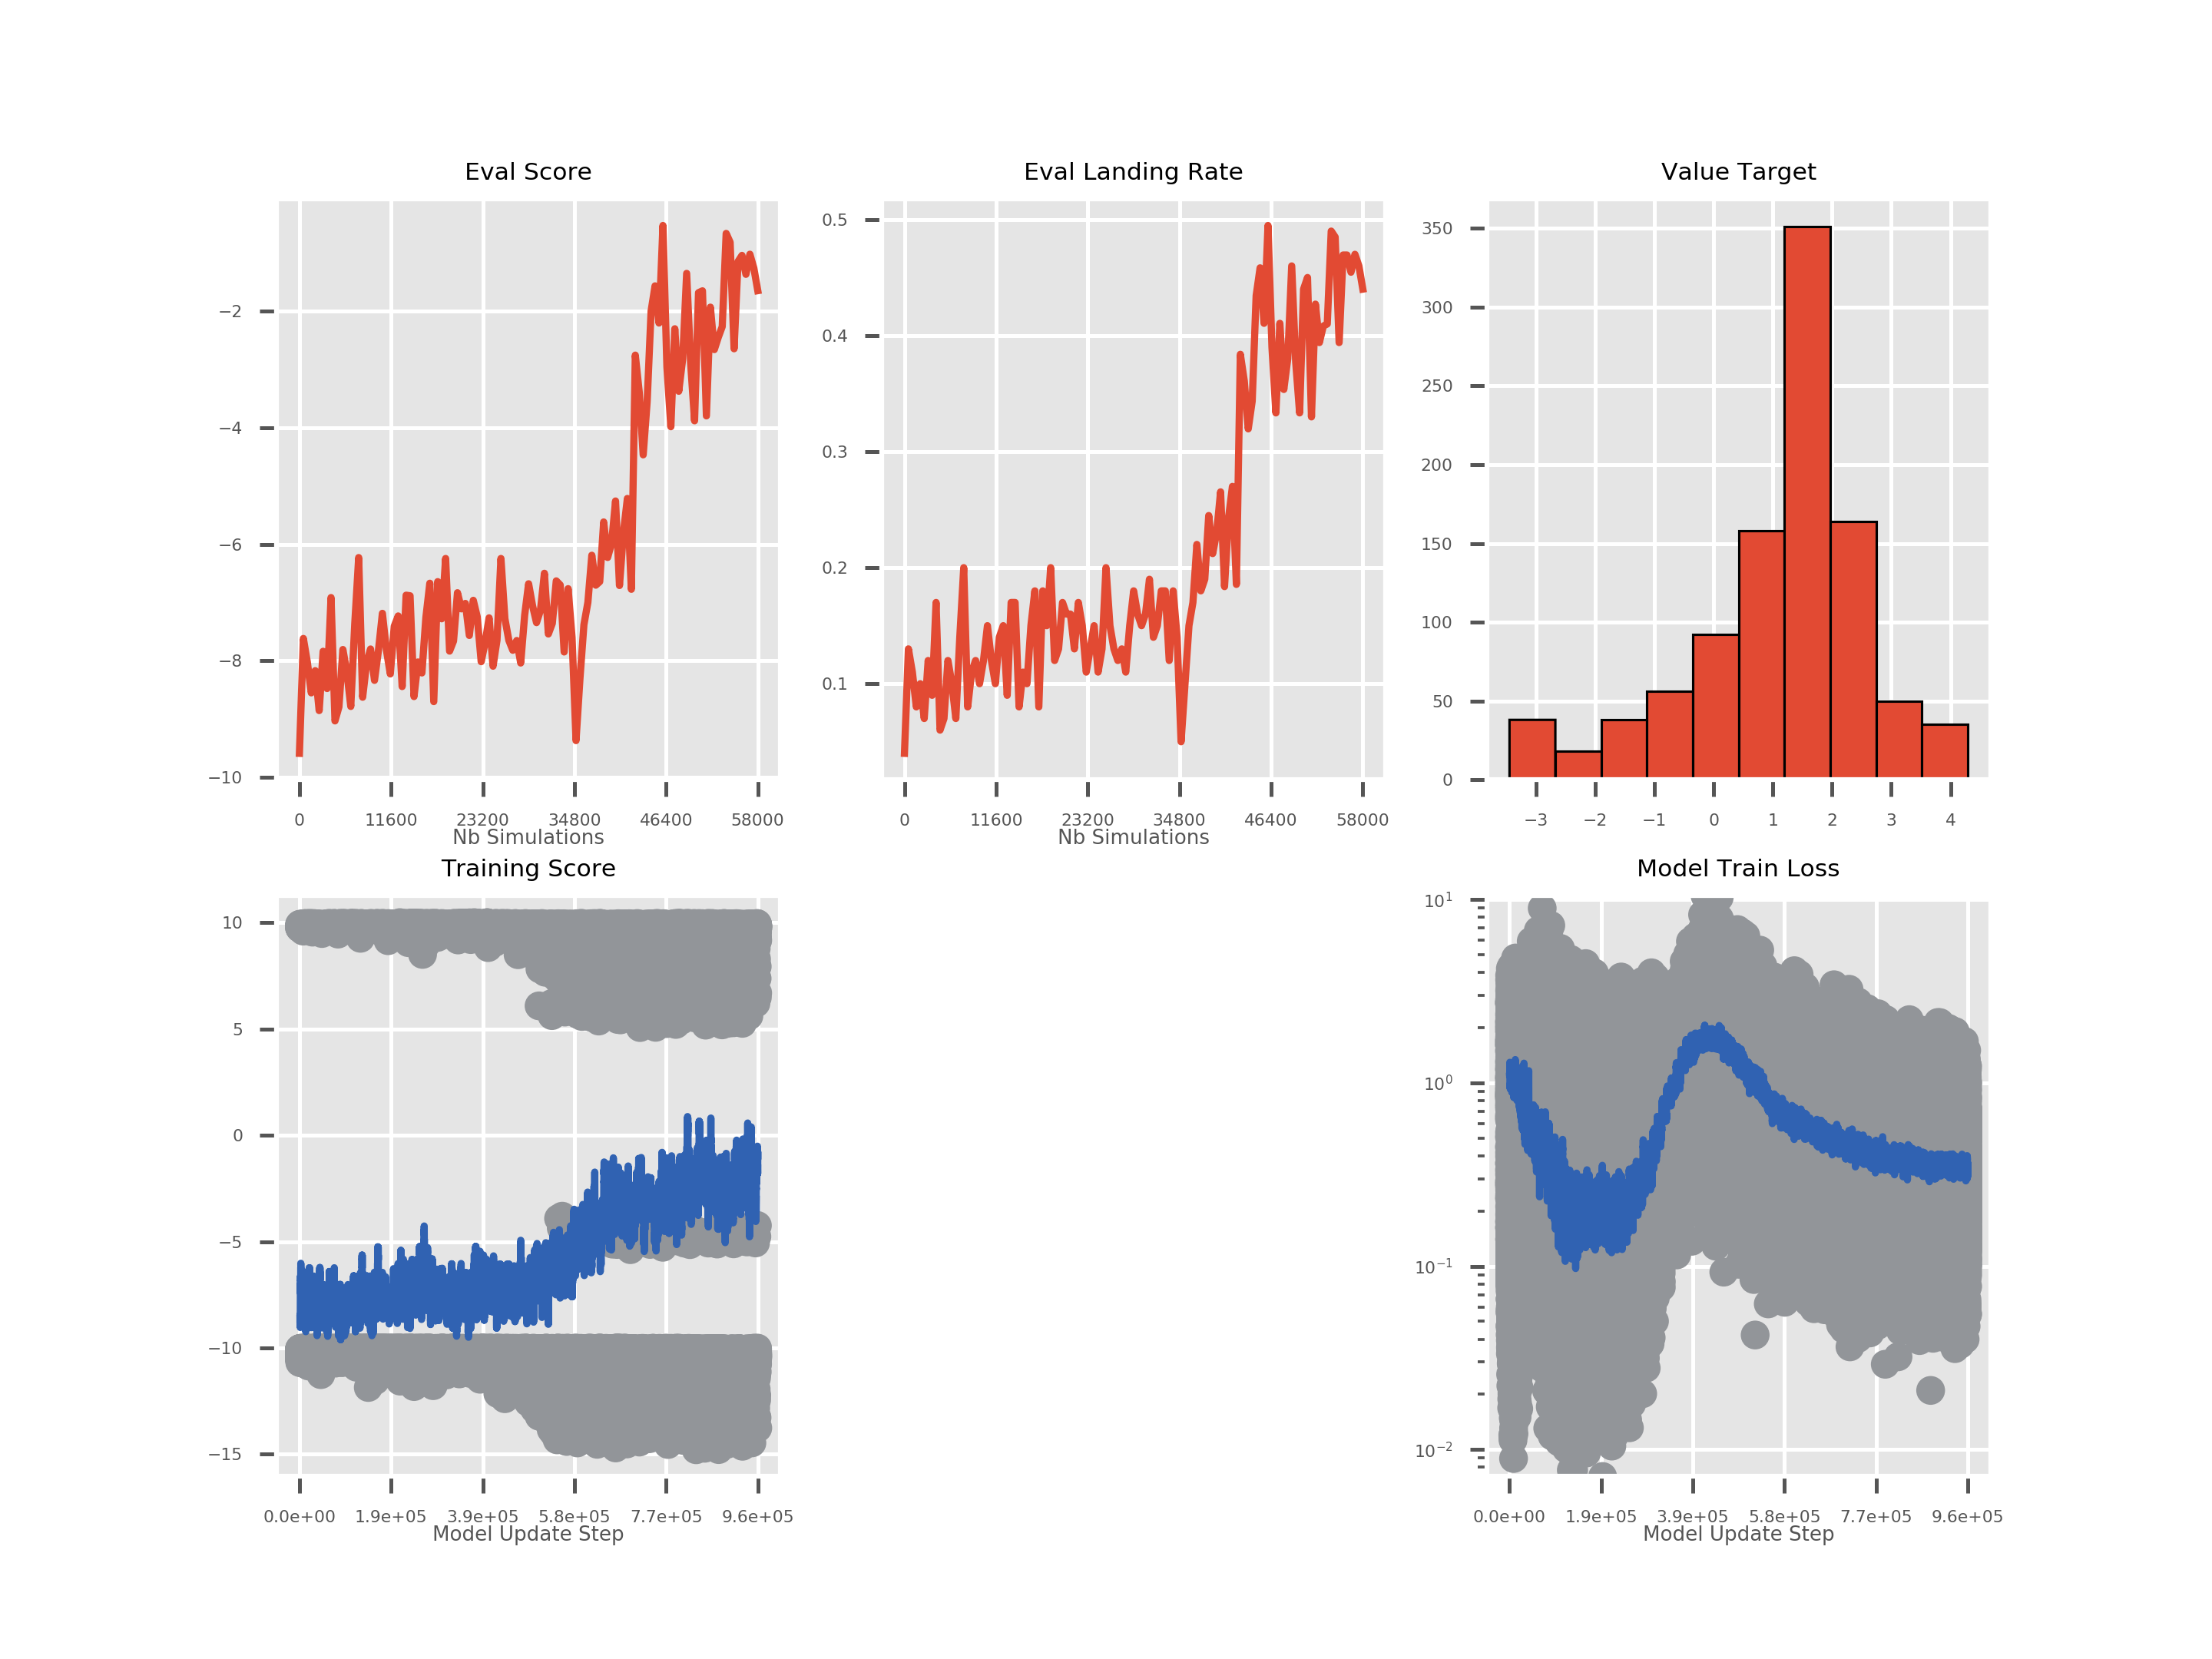 Eval Score
−2
−4
−6
−8
−10
0 11600 23200 34800 46400 58000
Nb Simulations
Eval Landing Rate
0.5
0.4
0.3
0.2
0.1
0 11600 23200 34800 46400 58000
Nb Simulations
Value Target
350
300
250
200
150
100
50
0
−3 −2 −1 0 1 2 3 4
Training Score
10
5
0
−5
−10
−15
0.0e+00 1.9e+05 3.9e+05 5.8e+05 7.7e+05 9.6e+05
Model Update Step
Model Train Loss
10¹
10⁰
10⁻¹
10⁻²
0.0e+00 1.9e+05 3.9e+05 5.8e+05 7.7e+05 9.6e+05
Model Update Step